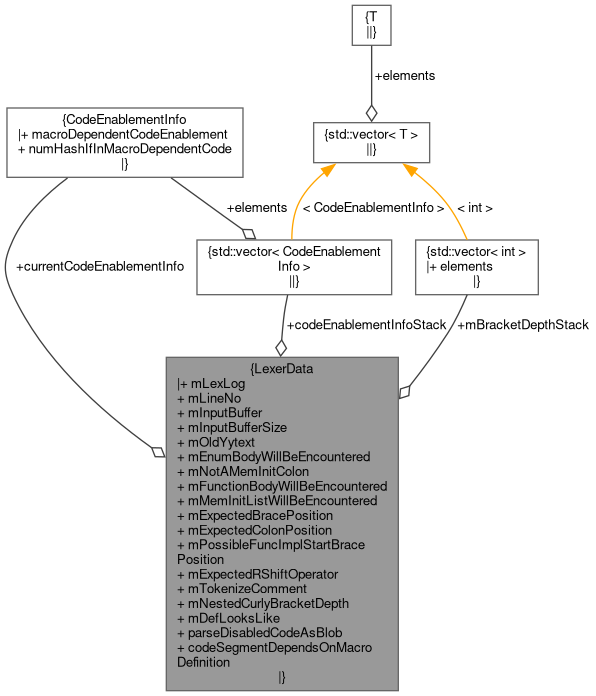 {T
||}
+elements
{CodeEnablementInfo
|+ macroDependentCodeEnablement
+ numHashIfInMacroDependentCode
|}
{std::vector< T >
||}
+elements
< CodeEnablementInfo >
< int >
{std::vector< CodeEnablement
Info >
||}
{std::vector< int >
|+ elements
|}
+currentCodeEnablementInfo
+codeEnablementInfoStack
+mBracketDepthStack
{LexerData
|+ mLexLog
+ mLineNo
+ mInputBuffer
+ mInputBufferSize
+ mOldYytext
+ mEnumBodyWillBeEncountered
+ mNotAMemInitColon
+ mFunctionBodyWillBeEncountered
+ mMemInitListWillBeEncountered
+ mExpectedBracePosition
+ mExpectedColonPosition
+ mPossibleFuncImplStartBrace
Position
+ mExpectedRShiftOperator
+ mTokenizeComment
+ mNestedCurlyBracketDepth
+ mDefLooksLike
+ parseDisabledCodeAsBlob
+ codeSegmentDependsOnMacro
Definition
|}